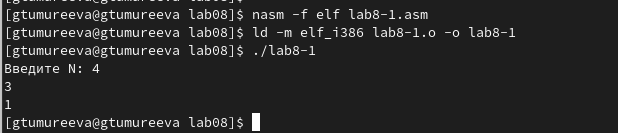 [gtumureeva@gtumureeva lab08]$ nasm -f elf lab8-1.asm
[gtumureeva@gtumureeva lab08]$ ld -m elf_i386 lab8-1.o -o lab8-1
[gtumureeva@gtumureeva lab08]$ ./lab8-1
Введите N: 4
3
1
[gtumureeva@gtumureeva lab08]$